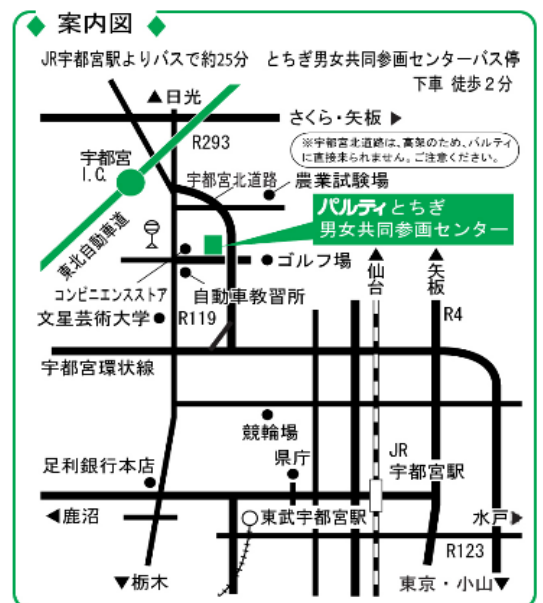 案内図
JR宇都宮駅よりバスで約25分　とちぎ男女共同参画センターバス停
下車 徒歩2分
▲日光
さくら・矢板▶
R293
※宇都宮北道路は、高架のため、パルティ
に直接来られません。ご注意ください。
宇都宮
I.C.
宇都宮北道路
農業試験場
パルティとちぎ
男女共同参画センター
東北自動車道
ゴルフ場
▲仙台
▲矢板
コンビニエンスストア
自動車教習所
文星芸術大学
R119
R4
宇都宮環状線
競輪場
足利銀行本店
県庁
JR
宇都宮駅
◀鹿沼
東武宇都宮駅
水戸▶
R123
▼栃木
東京・小山▼